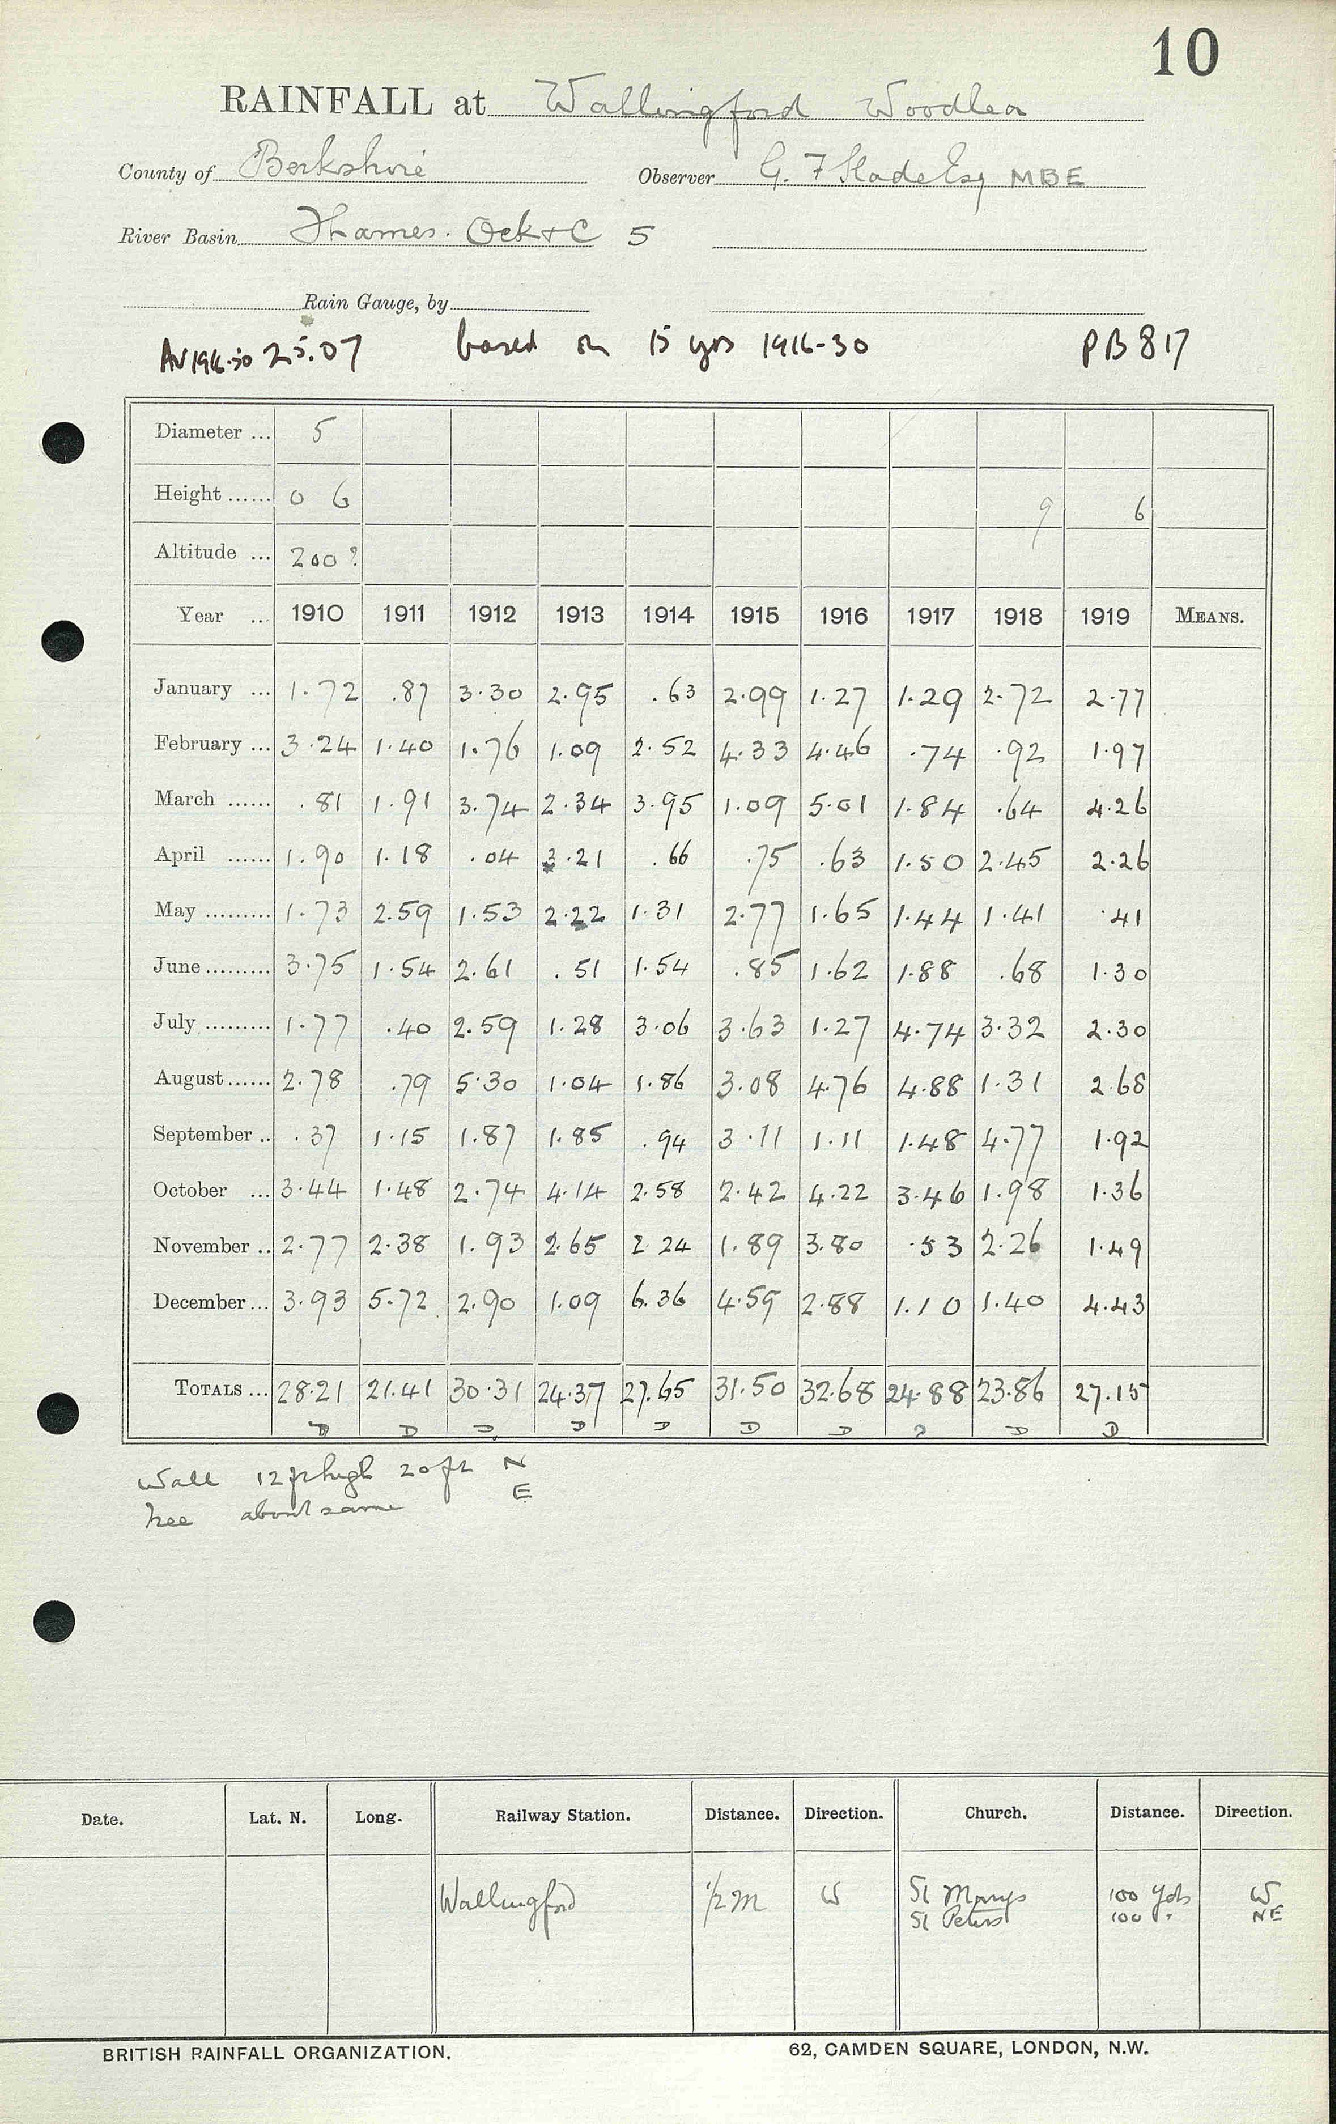 10
RAINFALL at Wallingford Woodlea
County of Berkshire Observer G. F Slade Esq MBE
River Basin Thames. Ock + C 5
Rain Gauge, by
AV 1916-30 25.07 based on 15 yrs 1916-30 PB 817
Diameter ... 5
Height ...... 0 6 9 6
Altitude ... 200?
Year ... 1910 1911 1912 1913 1914 1915 1916 1917 1918 1919 MEANS.
January ... 1.72 .87 3.30 2.95 .63 2.99 1.27 1.29 2.72 2.77
February ... 3.24 1.40 1.76 1.09 2.52 4.33 4.46 .74 .92 1.97
March ...... .81 1.91 3.74 2.34 3.95 1.09 5.01 1.84 .64 4.26
April ...... 1.90 1.18 .04 3.21 .66 .75 .63 1.50 2.45 2.26
May ......... 1.73 2.59 1.53 2.22 1.31 2.77 1.65 1.44 1.41 .41
June ......... 3.75 1.54 2.61 .51 1.54 .85 1.62 1.88 .68 1.30
July ......... 1.77 .40 2.59 1.28 3.06 3.63 1.27 4.74 3.32 2.30
August ...... 2.78 .79 5.30 1.04 1.86 3.08 4.76 4.88 1.31 2.68
September .. .37 1.15 1.87 1.85 .94 3.11 1.11 1.48 4.77 1.92
October ... 3.44 1.48 2.74 4.14 2.58 2.42 4.22 3.46 1.98 1.36
November .. 2.77 2.38 1.93 2.65 2.24 1.89 3.80 .53 2.26 1.49
December ... 3.93 5.72 2.90 1.09 6.36 4.59 2.88 1.10 1.40 4.43
TOTALS ... 28.21 21.41 30.31 24.37 27.65 31.50 32.68 24.88 23.86 27.15
D D D D D D D D D D
Wall 12 ft high 20 ft N
Tree about same E
Date. Lat. N. Long. Railway Station. Distance. Direction. Church. Distance. Direction.
Wallingford 1/2 m W St Marys 100 yds W
St Peters 100 " NE
BRITISH RAINFALL ORGANIZATION. 62, CAMDEN SQUARE, LONDON, N.W.